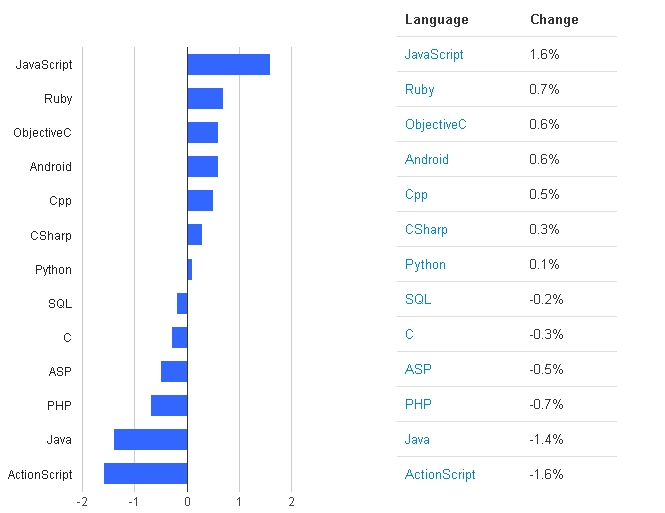 JavaScript
Ruby
ObjectiveC
Android
Cpp
CSharp
Python
SQL
C
ASP
PHP
Java
ActionScript
-2 -1 0 1 2
Language Change
JavaScript 1.6%
Ruby 0.7%
ObjectiveC 0.6%
Android 0.6%
Cpp 0.5%
CSharp 0.3%
Python 0.1%
SQL -0.2%
C -0.3%
ASP -0.5%
PHP -0.7%
Java -1.4%
ActionScript -1.6%